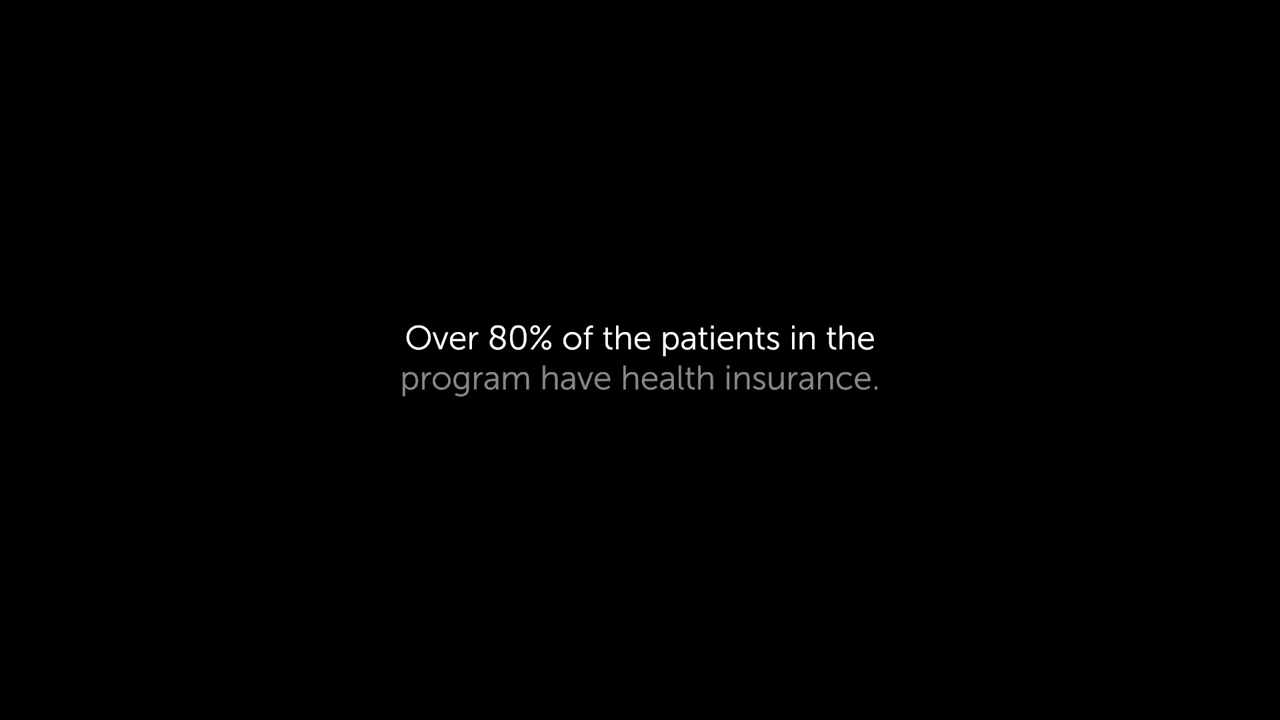 Over 80% of the patients in the
program have health insurance.